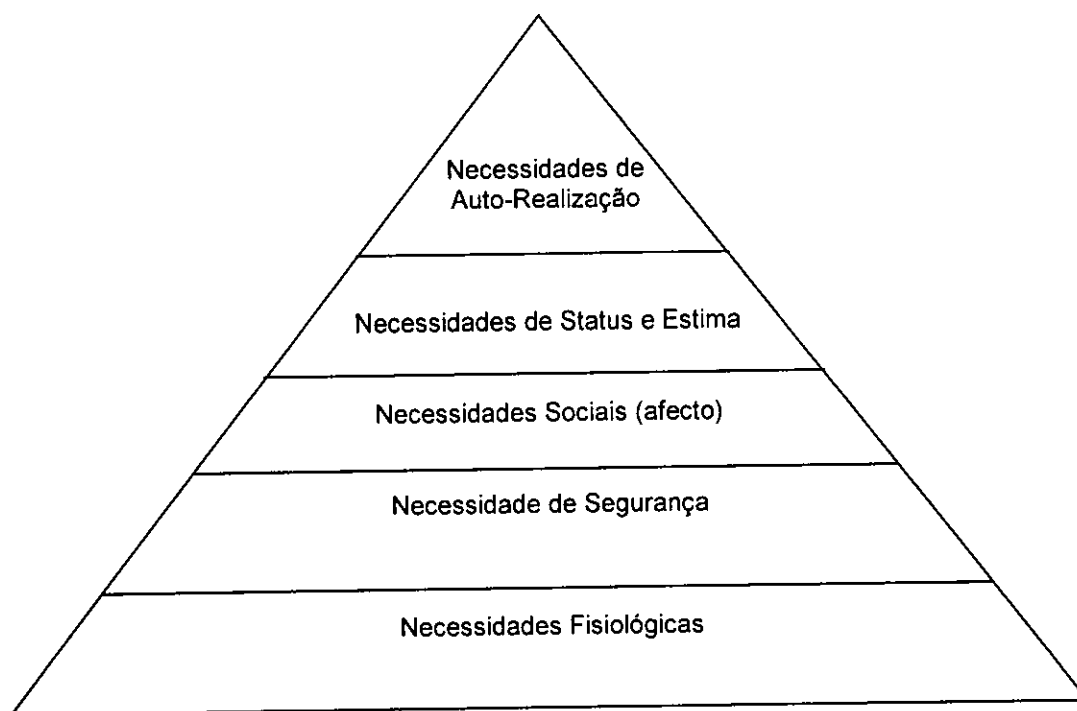 Necessidades de
Auto-Realização
Necessidades de Status e Estima
Necessidades Sociais (afecto)
Necessidade de Segurança
Necessidades Fisiológicas